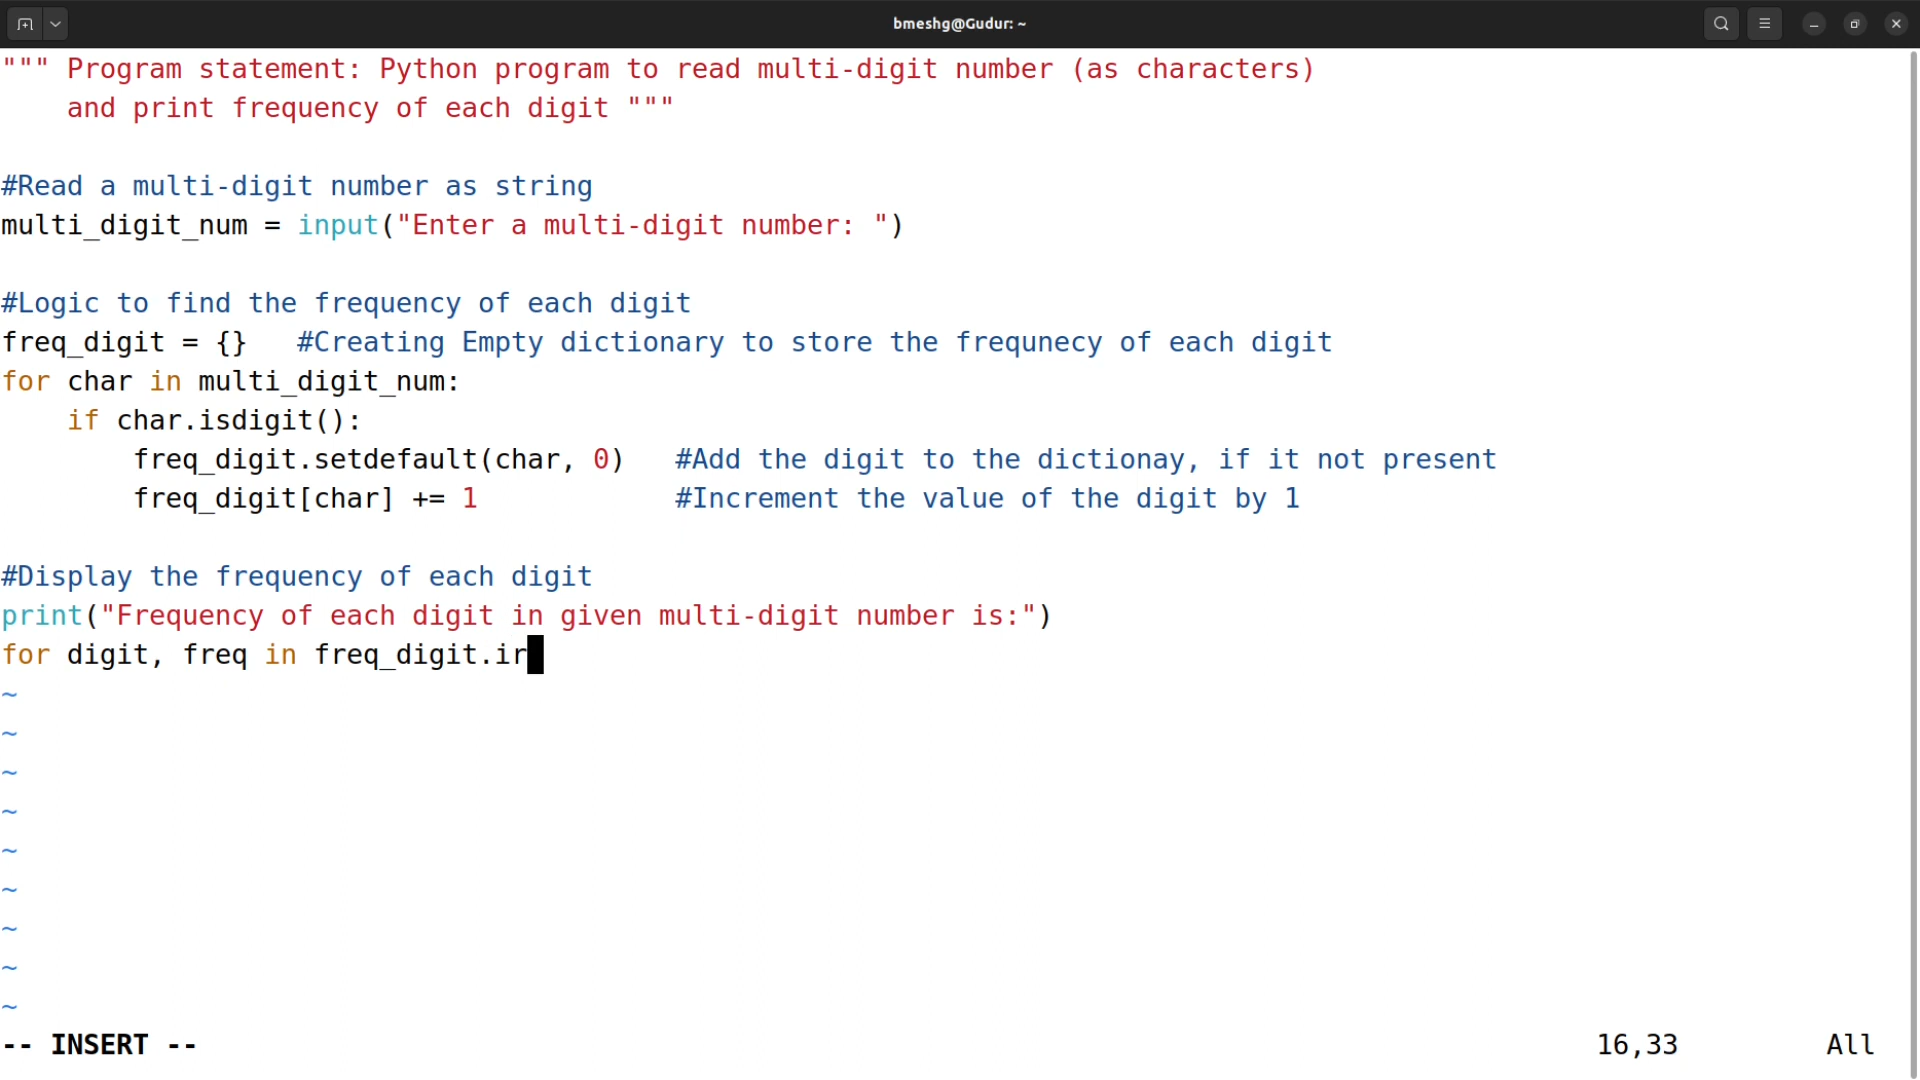 bmeshg@Gudur: ~
""" Program statement: Python program to read multi-digit number (as characters)
    and print frequency of each digit """

#Read a multi-digit number as string
multi_digit_num = input("Enter a multi-digit number: ")

#Logic to find the frequency of each digit
freq_digit = {}   #Creating Empty dictionary to store the frequnecy of each digit
for char in multi_digit_num:
    if char.isdigit():
        freq_digit.setdefault(char, 0)   #Add the digit to the dictionay, if it not present
        freq_digit[char] += 1            #Increment the value of the digit by 1

#Display the frequency of each digit
print("Frequency of each digit in given multi-digit number is:")
for digit, freq in freq_digit.ir
~
~
~
~
~
~
~
~
~
-- INSERT --                    16,33         All